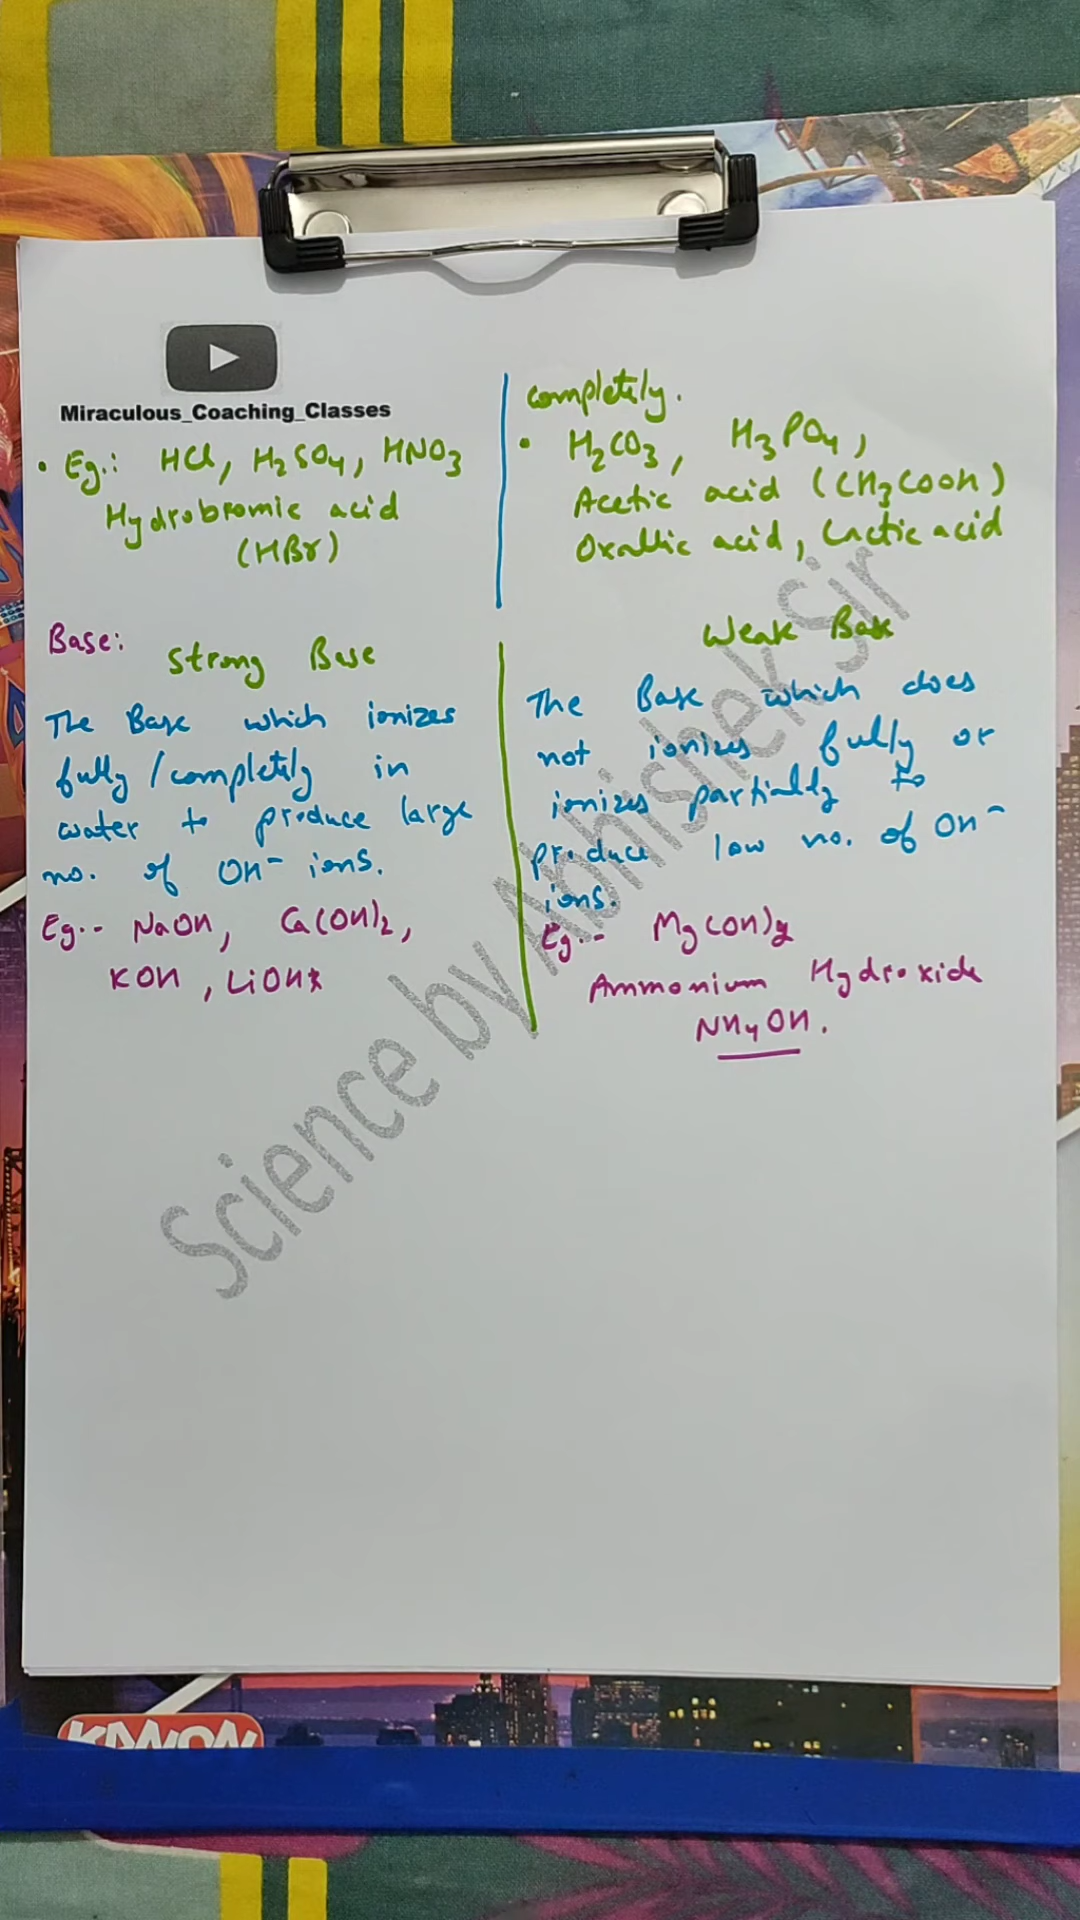 Miraculous_Coaching_Classes
• Eg.: HCl, H₂SO₄, HNO₃
Hydrobromic acid
(HBr)
completely.
• H₂CO₃, H₃PO₄,
Acetic acid (CH₃COOH)
Oxallic acid, Lactic acid
Base:
Strong Base
The Base which ionizes
fully/completely in
water to produce large
no. of OH⁻ ions.
Eg.- NaOH, Ca(OH)₂,
KOH, LiOH
Weak Base
The Base which does
not ionizes fully or
ionizes partially to
produce low no. of OH⁻
ions.
Eg.- Mg(OH)₂
Ammonium Hydroxide
NH₄OH.
Science by Abhishek Sir
KANON